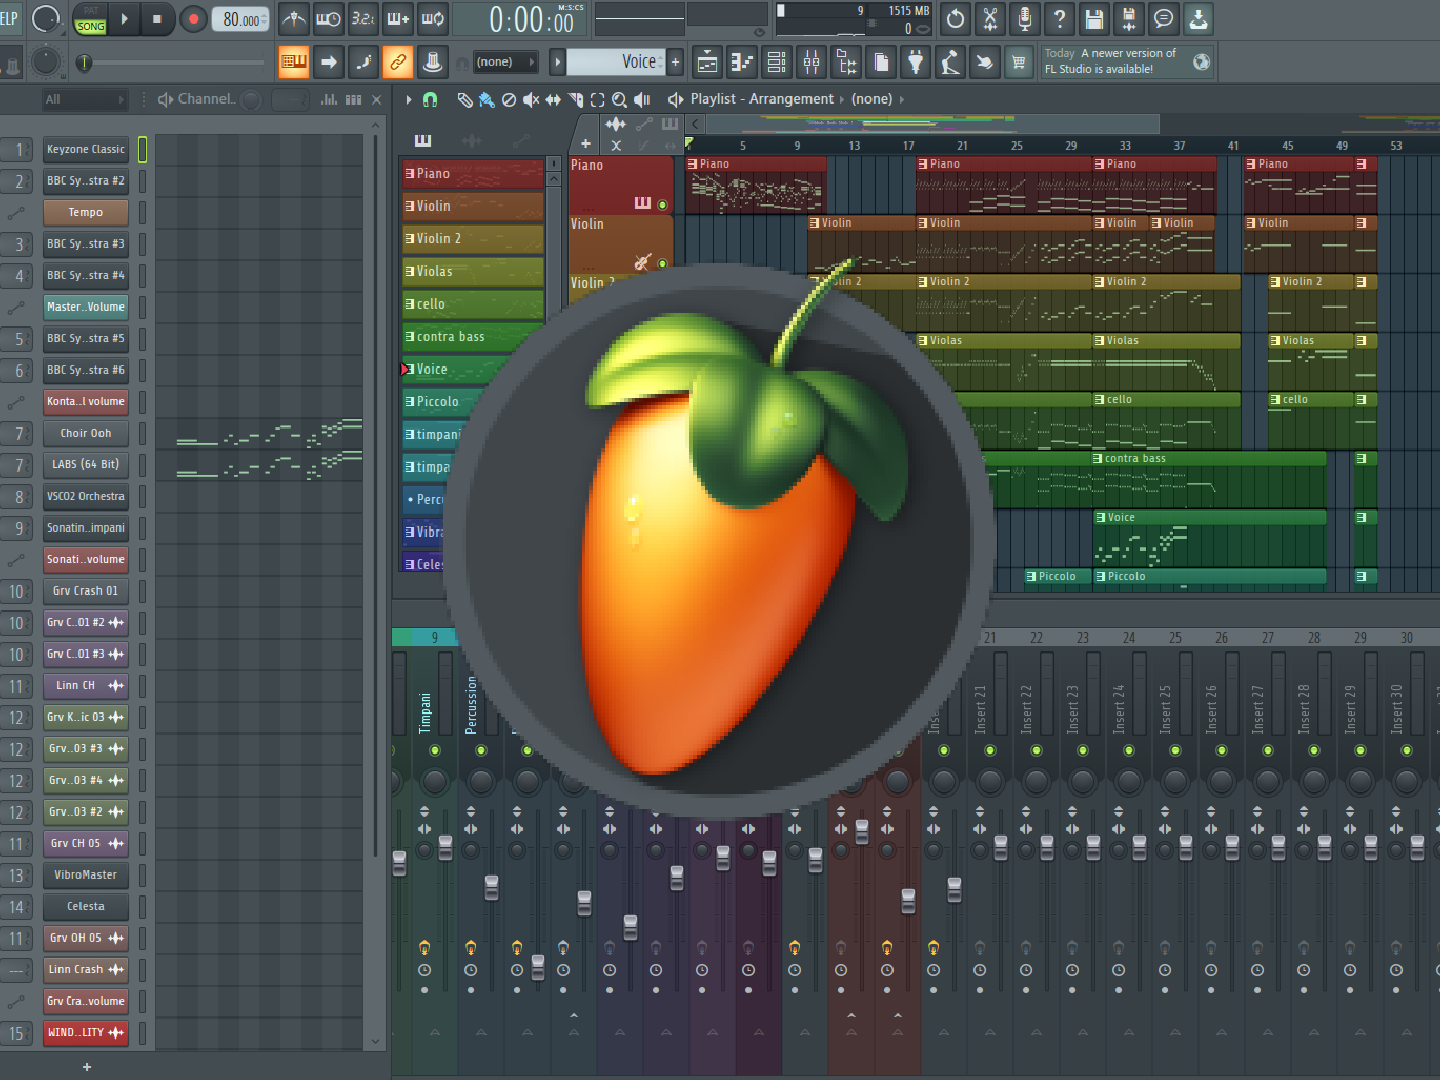 ELP
PAT
SONG
80.000
3.2.
M:S:CS
0:00:00
9
1515 MB
0
(none)
Voice
Today A newer version of
FL Studio is available!
All
Channel..
Playlist - Arrangement
(none)
5 9 13 17 21 25 29 33 37 41 45 49 53
1 Keyzone Classic
2 BBC Sy..stra #2
Tempo
3 BBC Sy..stra #3
4 BBC Sy..stra #4
Master..Volume
5 BBC Sy..stra #5
6 BBC Sy..stra #6
Konta..l volume
7 Choir Ooh
7 LABS (64 Bit)
8 VSCO2 Orchestra
9 Sonatin..impani
Sonati..volume
10 Grv Crash 01
10 Grv C..01 #2
10 Grv C..01 #3
11 Linn CH
12 Grv K..ic 03
12 Grv..03 #3
12 Grv..03 #4
12 Grv..03 #2
11 Grv CH 05
13 VibroMaster
14 Celesta
11 Grv OH 05
--- Linn Crash
Grv Cra..volume
15 WIND..LITY
+
Piano
Violin
Violin 2
Violas
cello
contra bass
Voice
Piccolo
timpani
timpa
Perc
Vibra
Celes
Piano
Piano Piano Piano Piano
Violin
Violin Violin Violin Violin Violin
Violin 2
olin 2 Violin 2 Violin 2 Violin 2
Violas Violas Violas
cello cello
s contra bass
Voice
Piccolo Piccolo
9 21 22 23 24 25 26 27 28 29 30
Timpani
Percussion
Insert 21
Insert 22
Insert 23
Insert 24
Insert 25
Insert 26
Insert 27
Insert 28
Insert 29
Insert 30